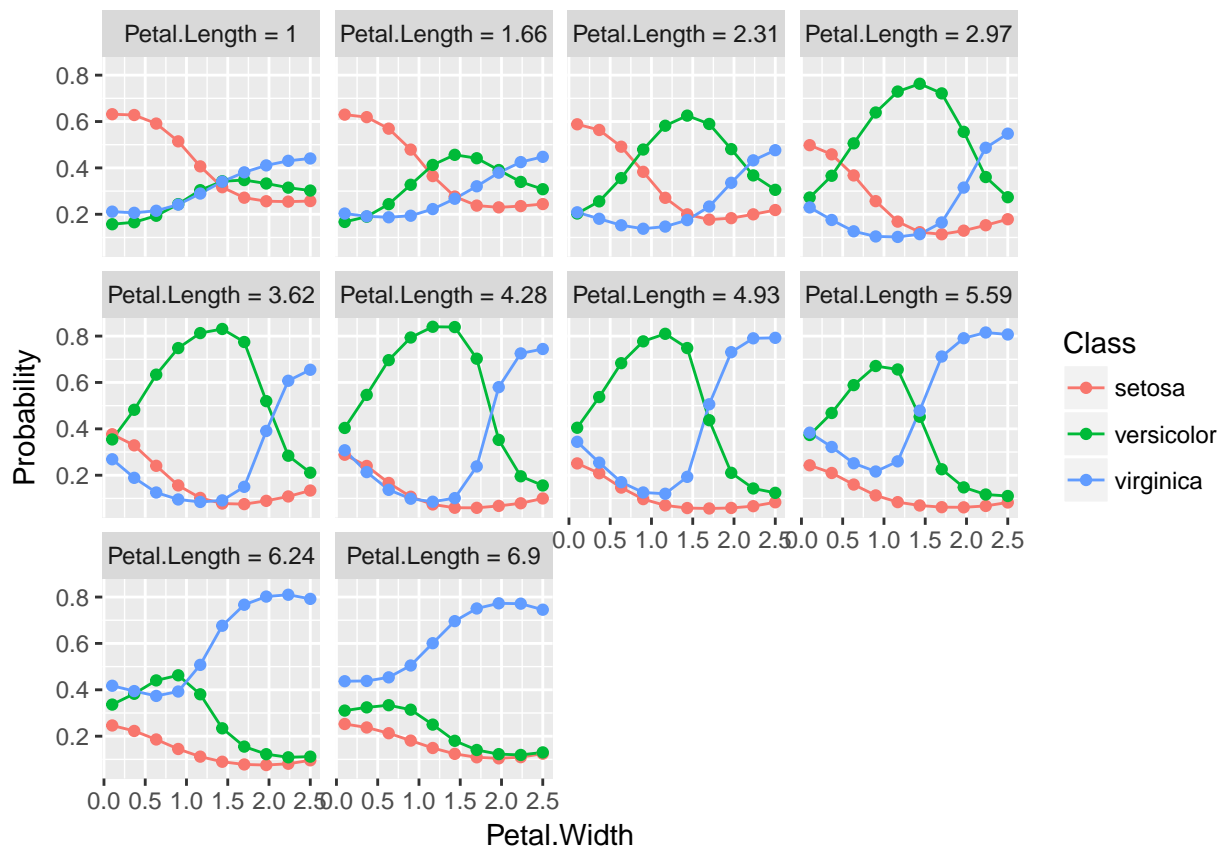 Petal.Length = 1 Petal.Length = 1.66 Petal.Length = 2.31 Petal.Length = 2.97
0.8
0.6
0.4
0.2
Petal.Length = 3.62 Petal.Length = 4.28 Petal.Length = 4.93 Petal.Length = 5.59
0.8
0.6
0.4
0.2
0.0 0.5 1.0 1.5 2.0 2.5 0.0 0.5 1.0 1.5 2.0 2.5
Petal.Length = 6.24 Petal.Length = 6.9
0.8
0.6
0.4
0.2
0.0 0.5 1.0 1.5 2.0 2.5 0.0 0.5 1.0 1.5 2.0 2.5
Petal.Width
Probability
Class
setosa
versicolor
virginica